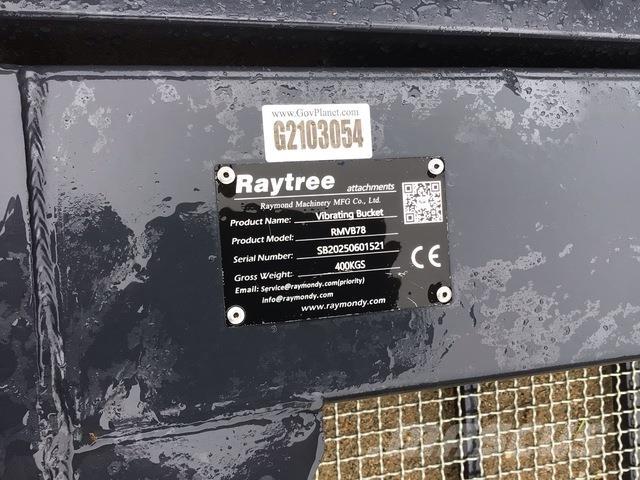 www.GovPlanet.com
G2103054
Raytree attachments
Raymond Machinery MFG Co., Ltd.
Product Name: Vibrating Bucket
Product Model: RMVB78
Serial Number: SB20250601521
Gross Weight: 400KGS
Email: Service@raymondy.com(priority)
info@raymondy.com
www.raymondy.com
CE